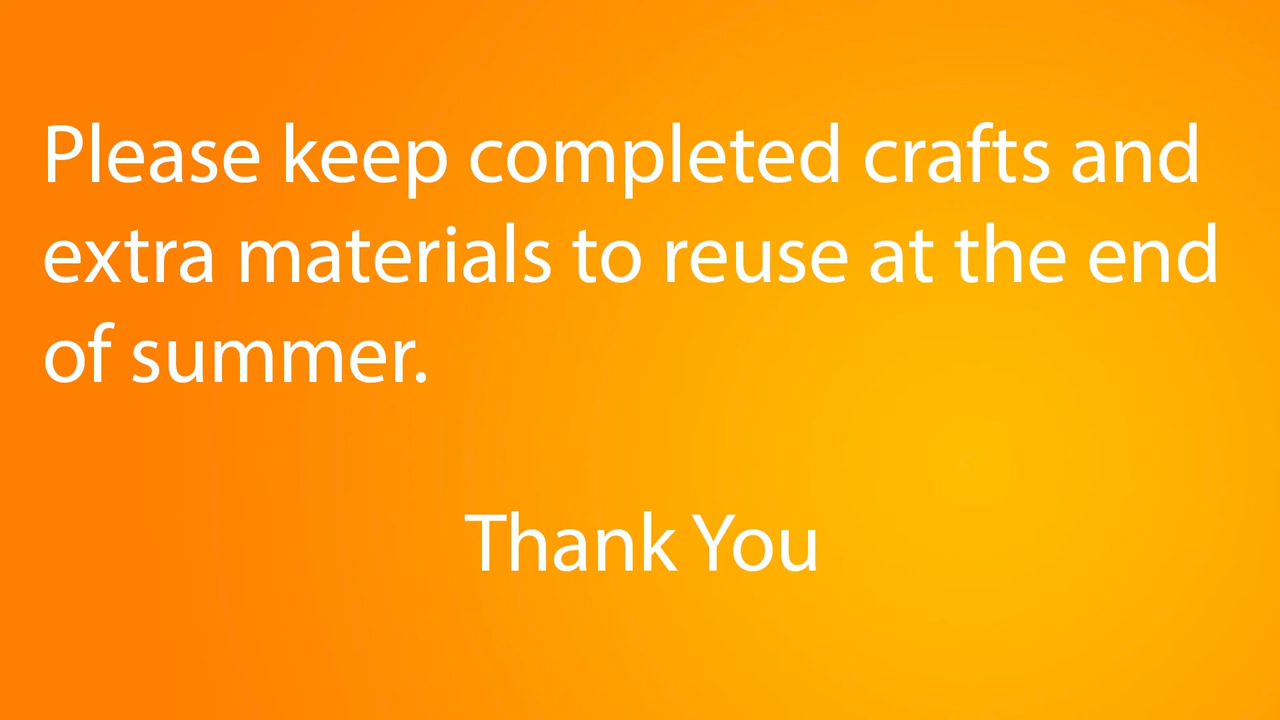 Please keep completed crafts and
extra materials to reuse at the end
of summer.
Thank You